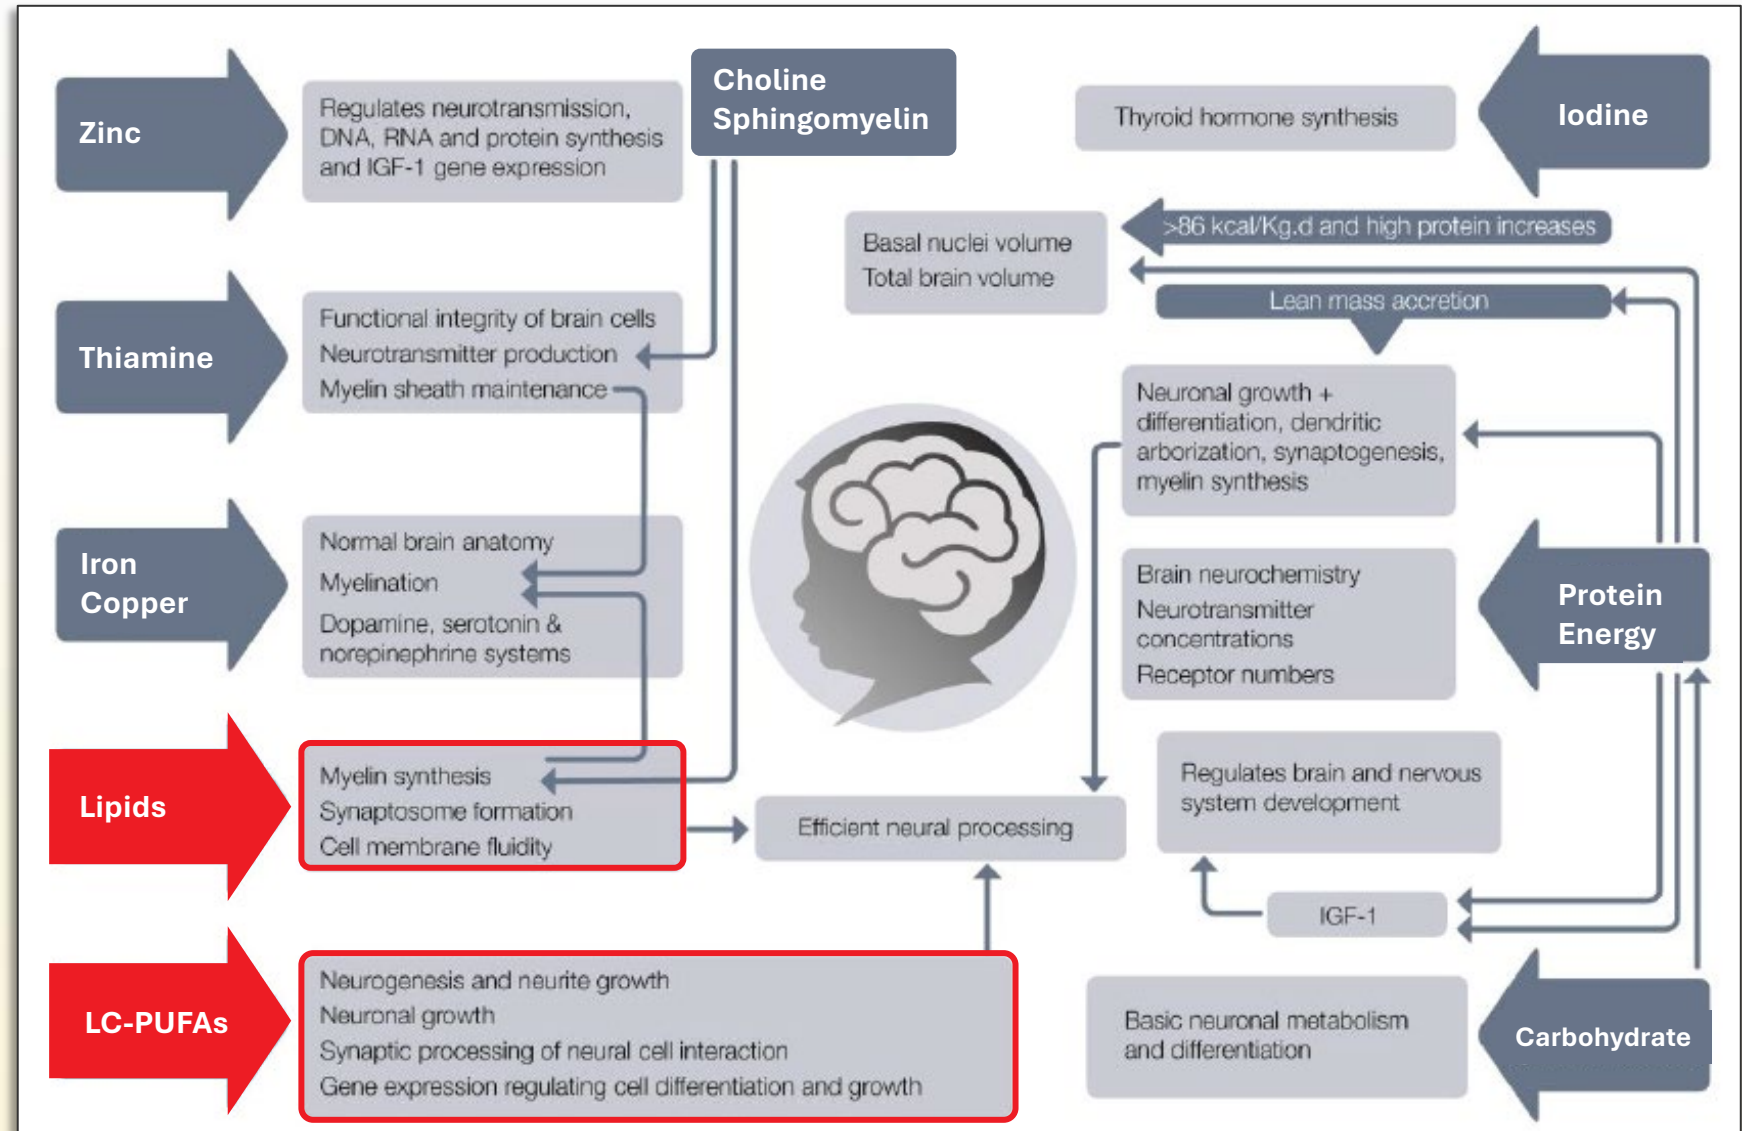 Zinc
Regulates neurotransmission,
DNA, RNA and protein synthesis
and IGF-1 gene expression
Choline
Sphingomyelin
Thyroid hormone synthesis
Iodine
Basal nuclei volume
Total brain volume
>86 kcal/Kg.d and high protein increases
Lean mass accretion
Thiamine
Functional integrity of brain cells
Neurotransmitter production
Myelin sheath maintenance
Neuronal growth +
differentiation, dendritic
arborization, synaptogenesis,
myelin synthesis
Iron
Copper
Normal brain anatomy
Myelination
Dopamine, serotonin &
norepinephrine systems
Brain neurochemistry
Neurotransmitter
concentrations
Receptor numbers
Protein
Energy
Lipids
Myelin synthesis
Synaptosome formation
Cell membrane fluidity
Efficient neural processing
Regulates brain and nervous
system development
IGF-1
LC-PUFAs
Neurogenesis and neurite growth
Neuronal growth
Synaptic processing of neural cell interaction
Gene expression regulating cell differentiation and growth
Basic neuronal metabolism
and differentiation
Carbohydrate